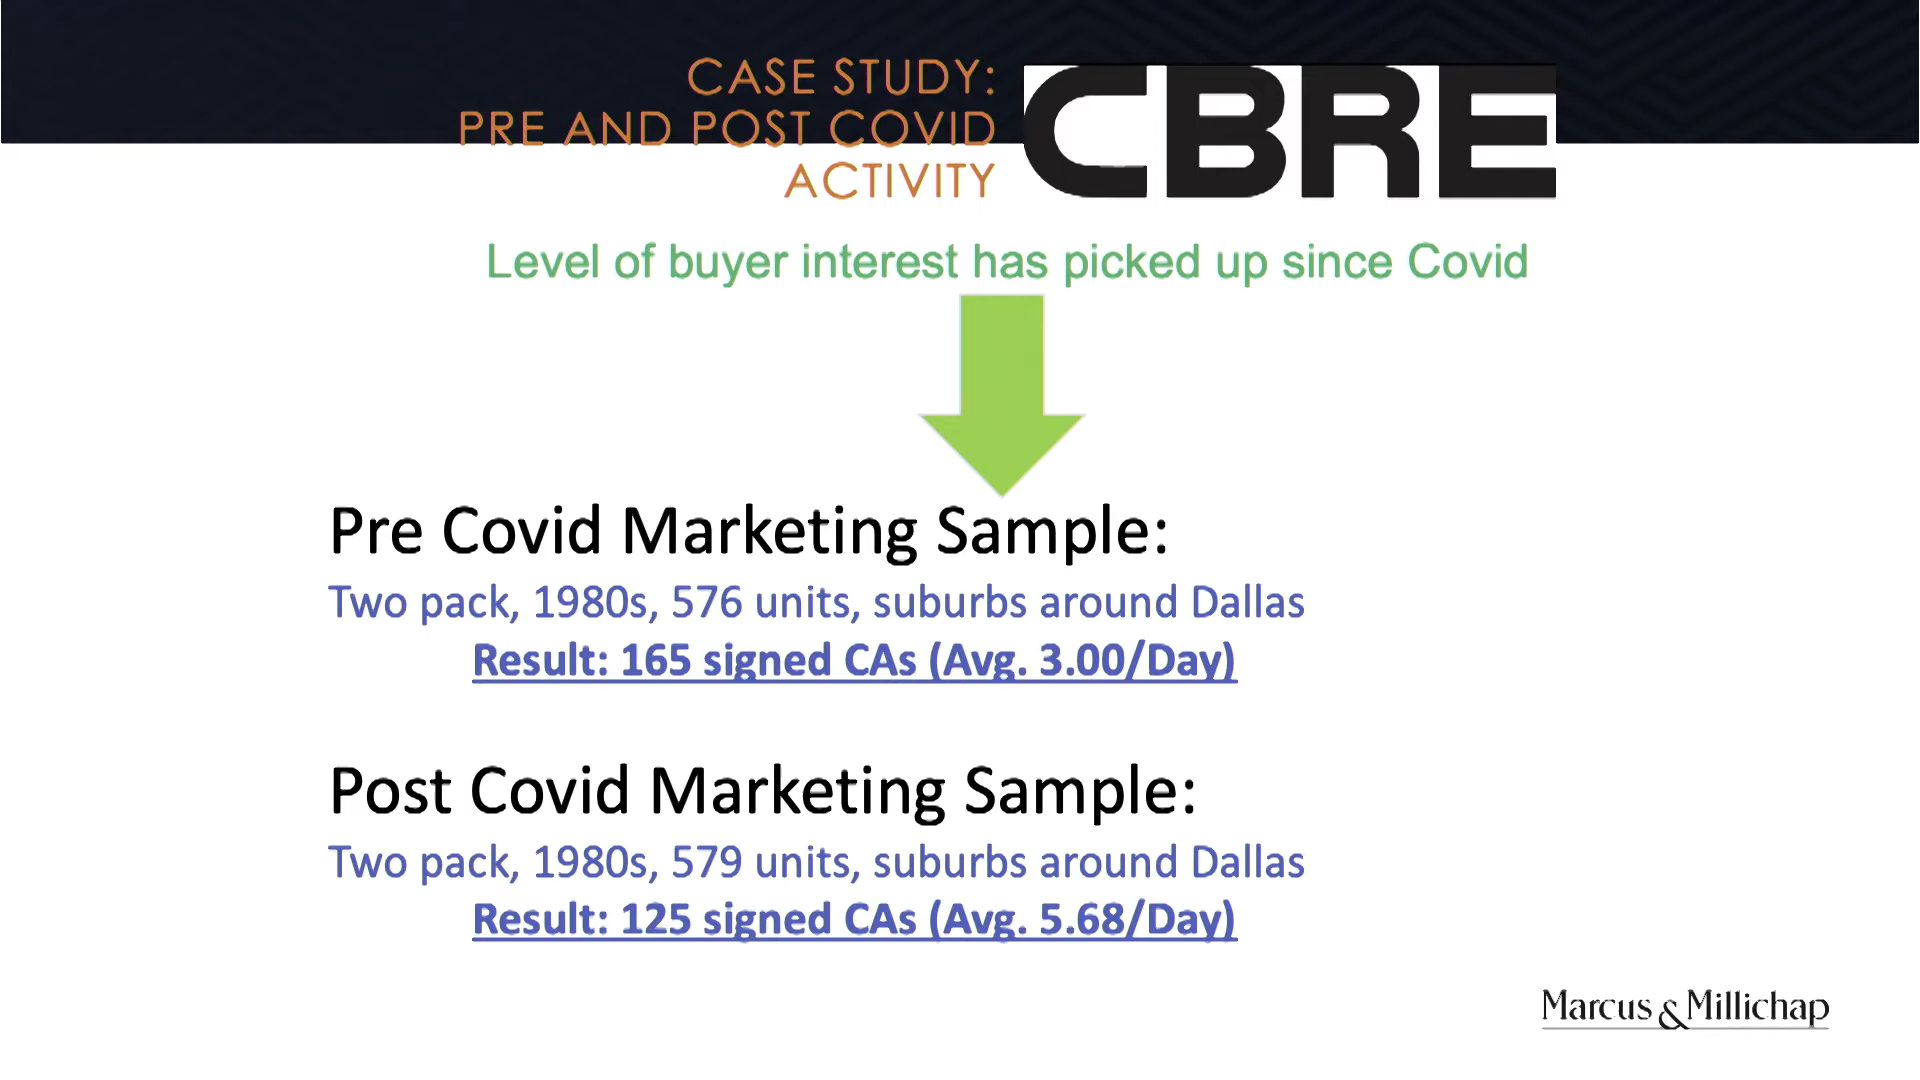 CASE STUDY:
PRE AND POST COVID
ACTIVITY
CBRE
Level of buyer interest has picked up since Covid
Pre Covid Marketing Sample:
Two pack, 1980s, 576 units, suburbs around Dallas
Result: 165 signed CAs (Avg. 3.00/Day)
Post Covid Marketing Sample:
Two pack, 1980s, 579 units, suburbs around Dallas
Result: 125 signed CAs (Avg. 5.68/Day)
Marcus & Millichap